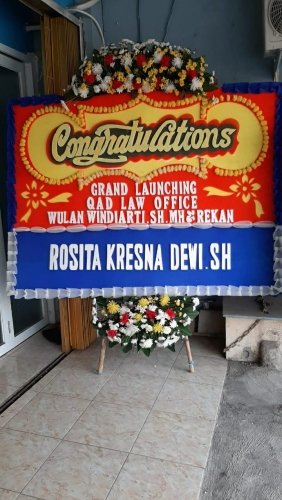 Congratulations
GRAND LAUNCHING
QAD LAW OFFICE
WULAN WINDIARTI.SH.MH & REKAN
ROSITA KRESNA DEWI.SH